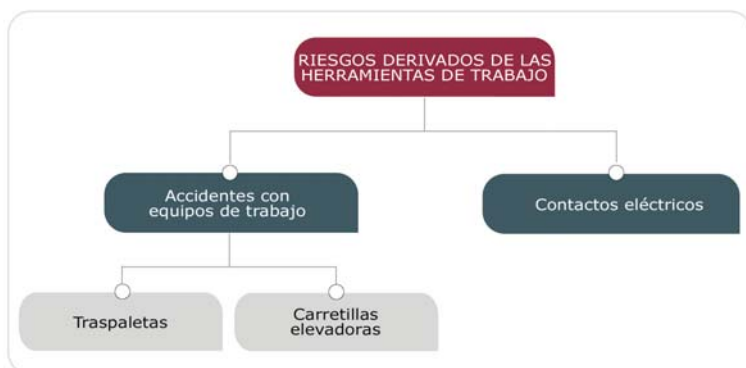 RIESGOS DERIVADOS DE LAS
HERRAMIENTAS DE TRABAJO
Accidentes con
equipos de trabajo
Contactos eléctricos
Traspaletas
Carretillas
elevadoras